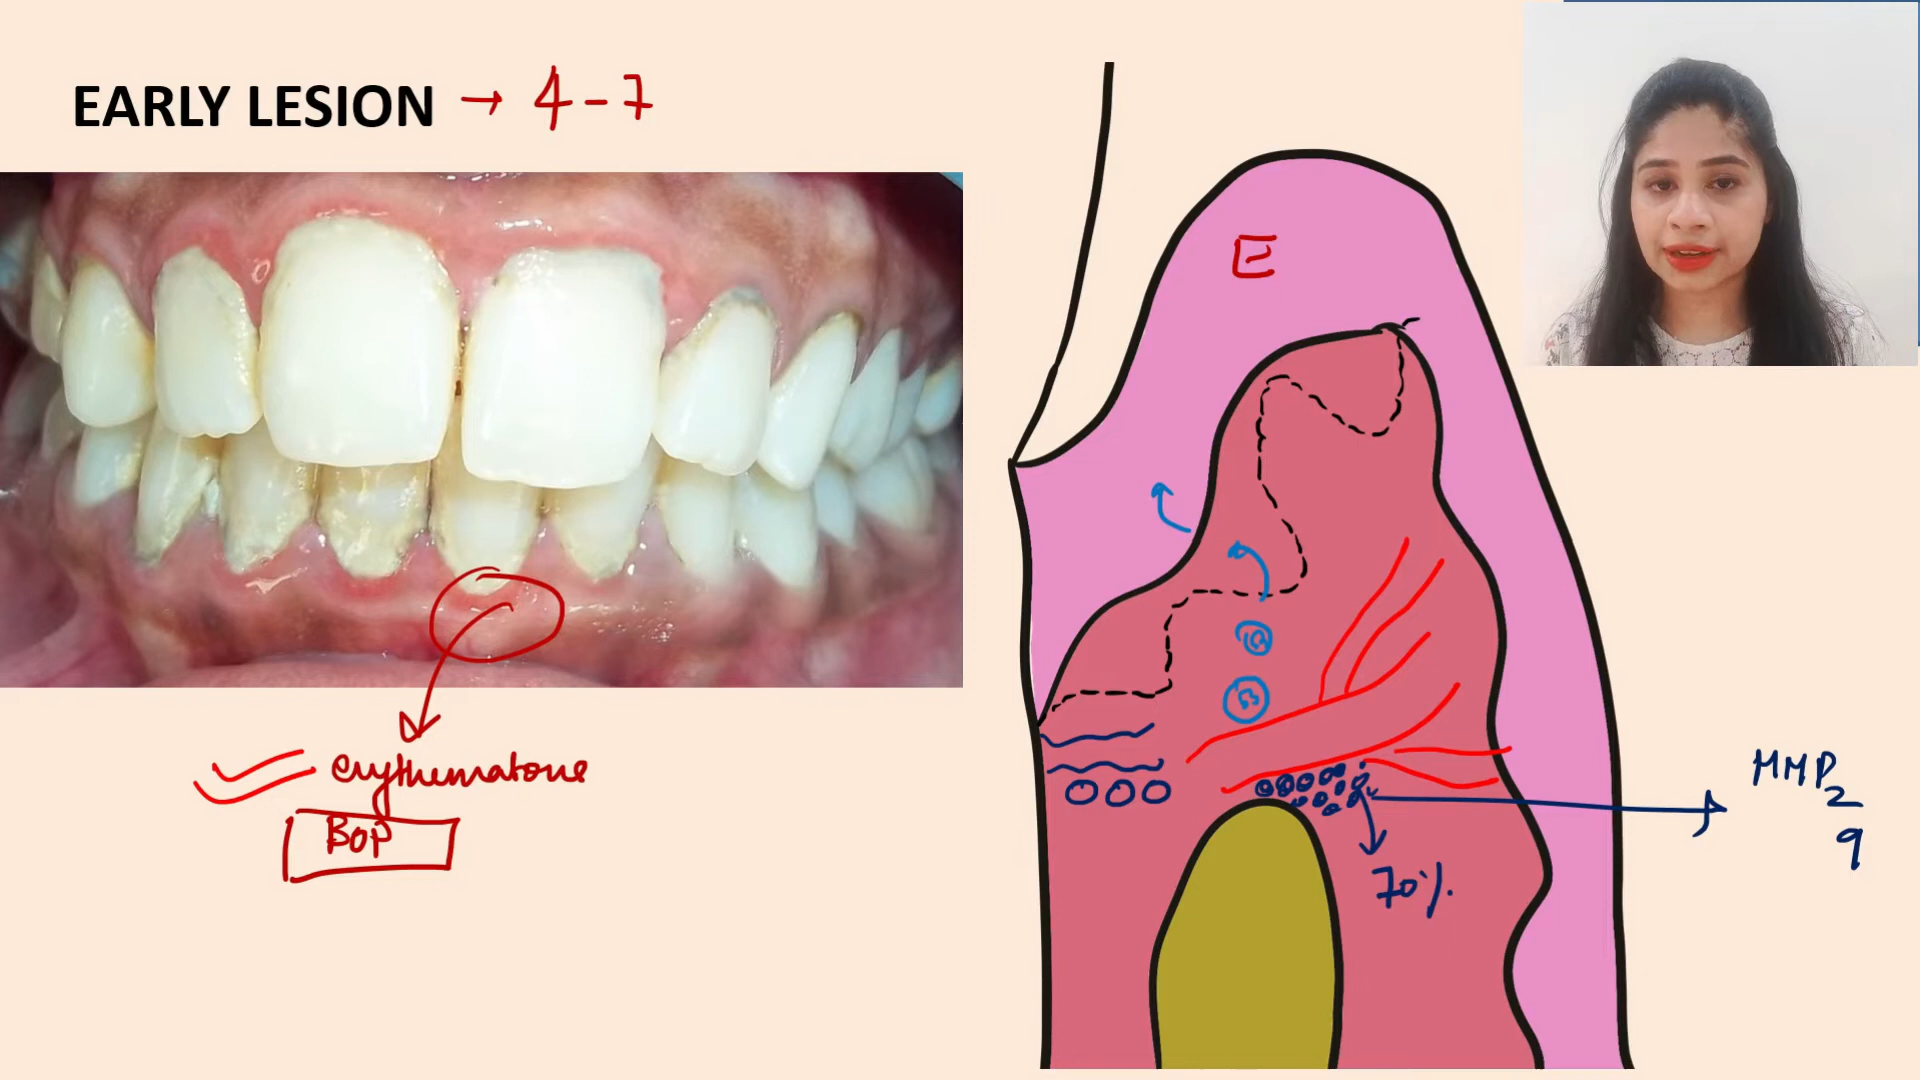 EARLY LESION → 4-7
E
erythematous
BOP
MMP2
9
70%.